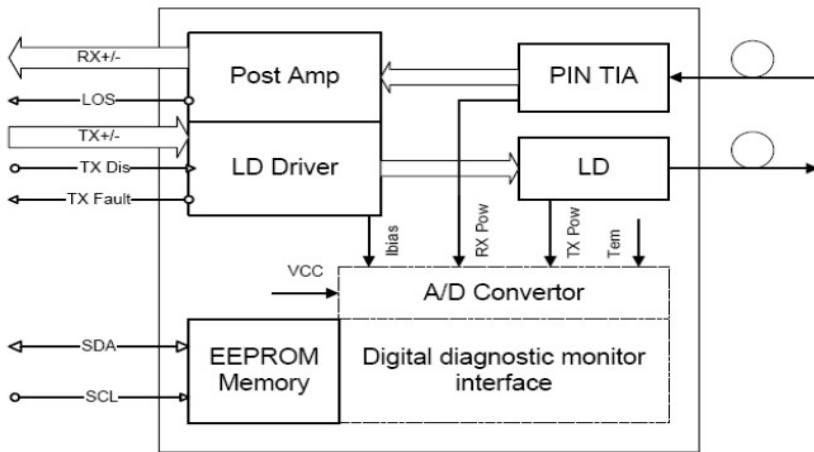 RX+/-
Post Amp
PIN TIA
LOS
TX+/-
TX Dis
LD Driver
LD
TX Fault
Ibias
RX Pow
TX Pow
Tem
VCC
A/D Convertor
SDA
EEPROM
Memory
Digital diagnostic monitor
interface
SCL